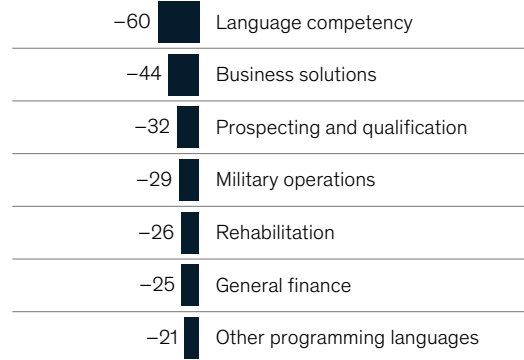 –60 Language competency
–44 Business solutions
–32 Prospecting and qualification
–29 Military operations
–26 Rehabilitation
–25 General finance
–21 Other programming languages